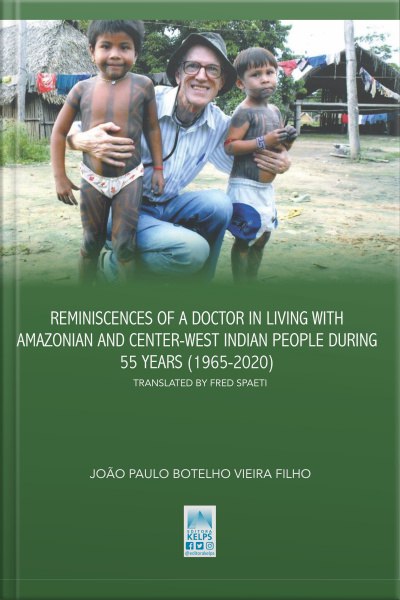 REMINISCENCES OF A DOCTOR IN LIVING WITH
AMAZONIAN AND CENTER-WEST INDIAN PEOPLE DURING
55 YEARS (1965-2020)
TRANSLATED BY FRED SPAETI
JOÃO PAULO BOTELHO VIEIRA FILHO
EDITORA
KELPS
@editorakelps